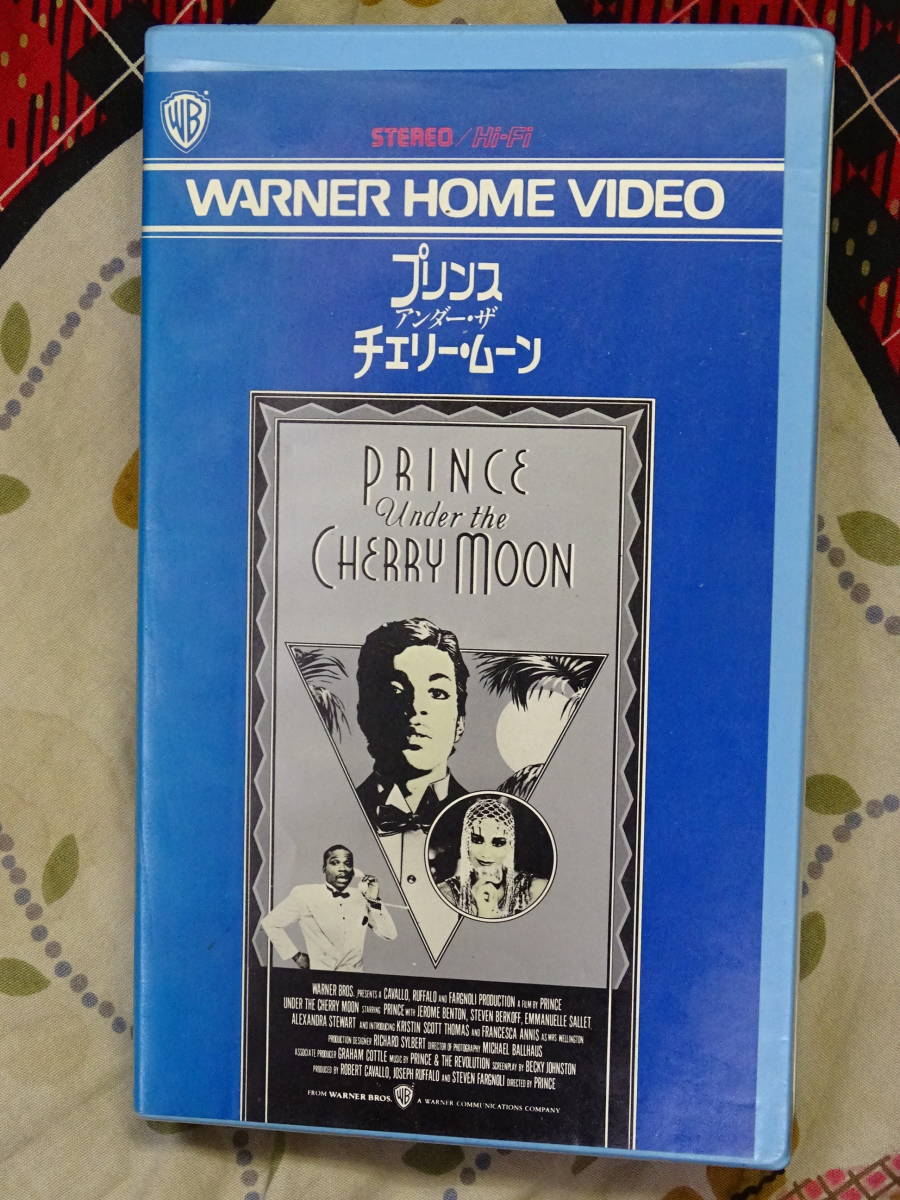 WB
STEREO/Hi-Fi
WARNER HOME VIDEO
プリンス
アンダー・ザ
チェリー・ムーン
PRINCE
Under the
CHERRY MOON
WARNER BROS. PRESENTS A CAVALLO, RUFFALO AND FARGNOLI PRODUCTION A FILM BY PRINCE
UNDER THE CHERRY MOON STARRING PRINCE WITH JEROME BENTON, STEVEN BERKOFF, EMMANUELLE SALLET,
ALEXANDRA STEWART AND INTRODUCING KRISTIN SCOTT THOMAS AND FRANCESCA ANNIS AS MRS WELLINGTON
PRODUCTION DESIGNER RICHARD SYLBERT DIRECTOR OF PHOTOGRAPHY MICHAEL BALLHAUS
ASSOCIATE PRODUCER GRAHAM COTTLE MUSIC BY PRINCE & THE REVOLUTION SCREENPLAY BY BECKY JOHNSTON
PRODUCED BY ROBERT CAVALLO, JOSEPH RUFFALO AND STEVEN FARGNOLI DIRECTED BY PRINCE
FROM WARNER BROS. WB A WARNER COMMUNICATIONS COMPANY